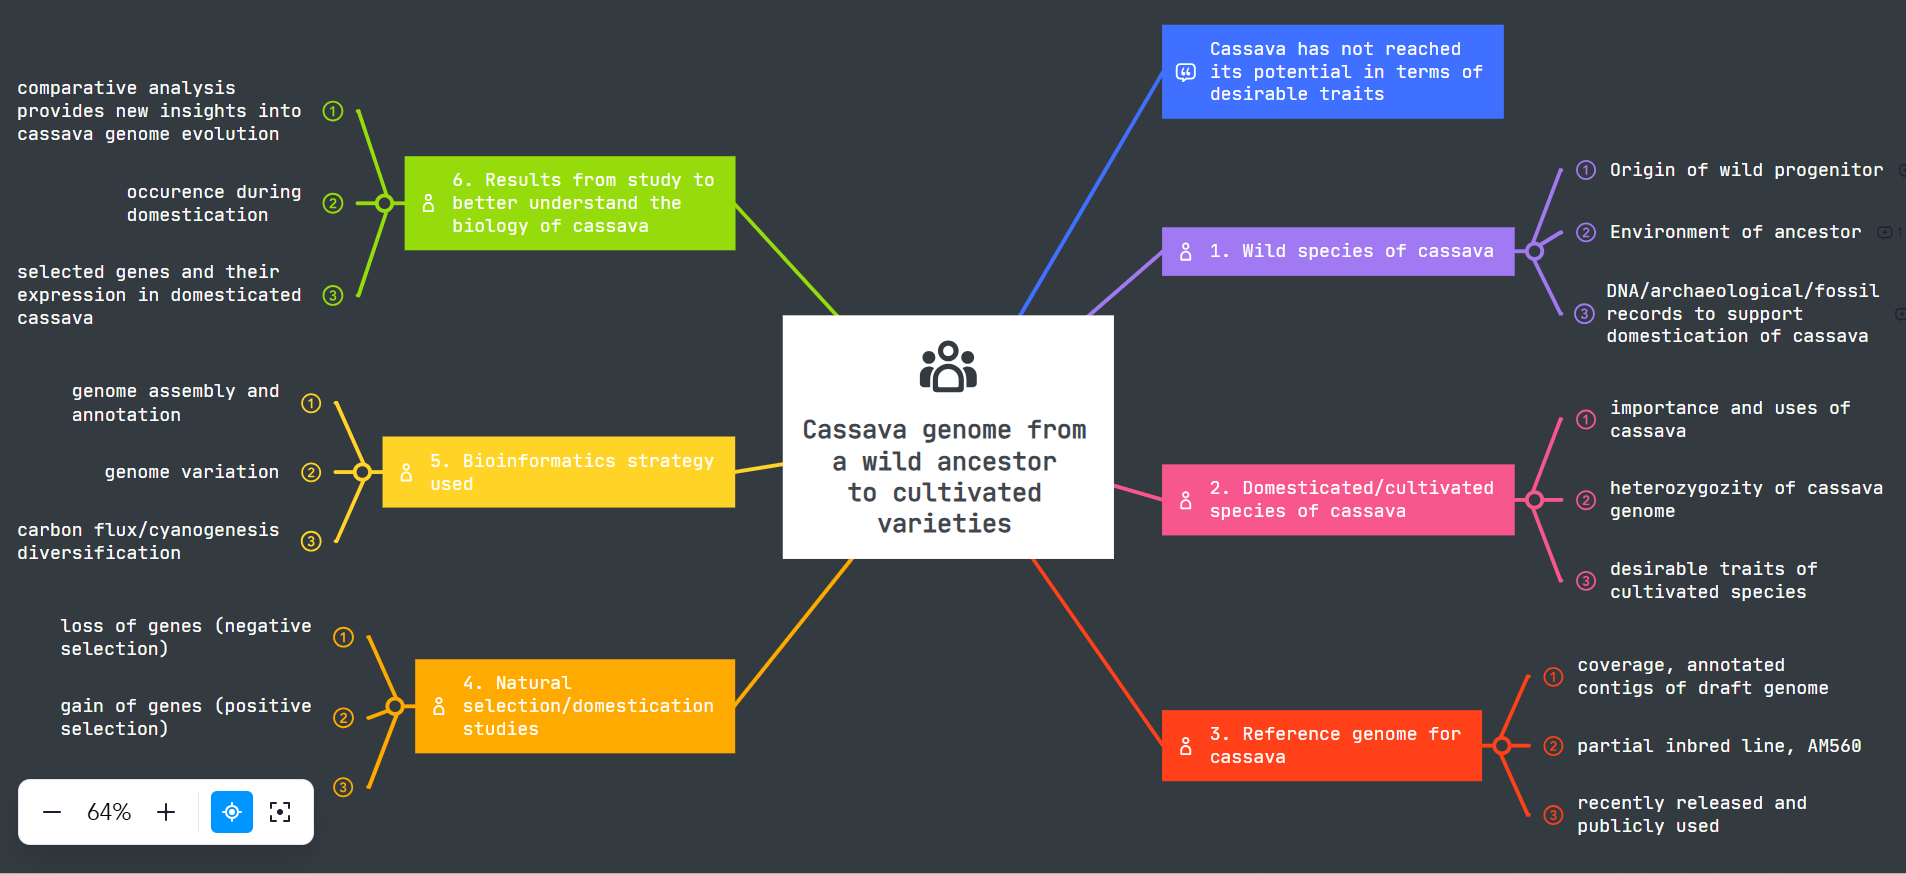 Cassava has not reached
its potential in terms of
desirable traits
comparative analysis
provides new insights into
cassava genome evolution
1
occurence during
domestication
2
selected genes and their
expression in domesticated
cassava
3
6. Results from study to
better understand the
biology of cassava
1. Wild species of cassava
1
Origin of wild progenitor
2
Environment of ancestor
1
3
DNA/archaeological/fossil
records to support
domestication of cassava
Cassava genome from
a wild ancestor
to cultivated
varieties
genome assembly and
annotation
1
genome variation
2
carbon flux/cyanogenesis
diversification
3
5. Bioinformatics strategy
used
2. Domesticated/cultivated
species of cassava
1
importance and uses of
cassava
2
heterozygozity of cassava
genome
3
desirable traits of
cultivated species
loss of genes (negative
selection)
1
gain of genes (positive
selection)
2
3
4. Natural
selection/domestication
studies
3. Reference genome for
cassava
1
coverage, annotated
contigs of draft genome
2
partial inbred line, AM560
3
recently released and
publicly used
64%